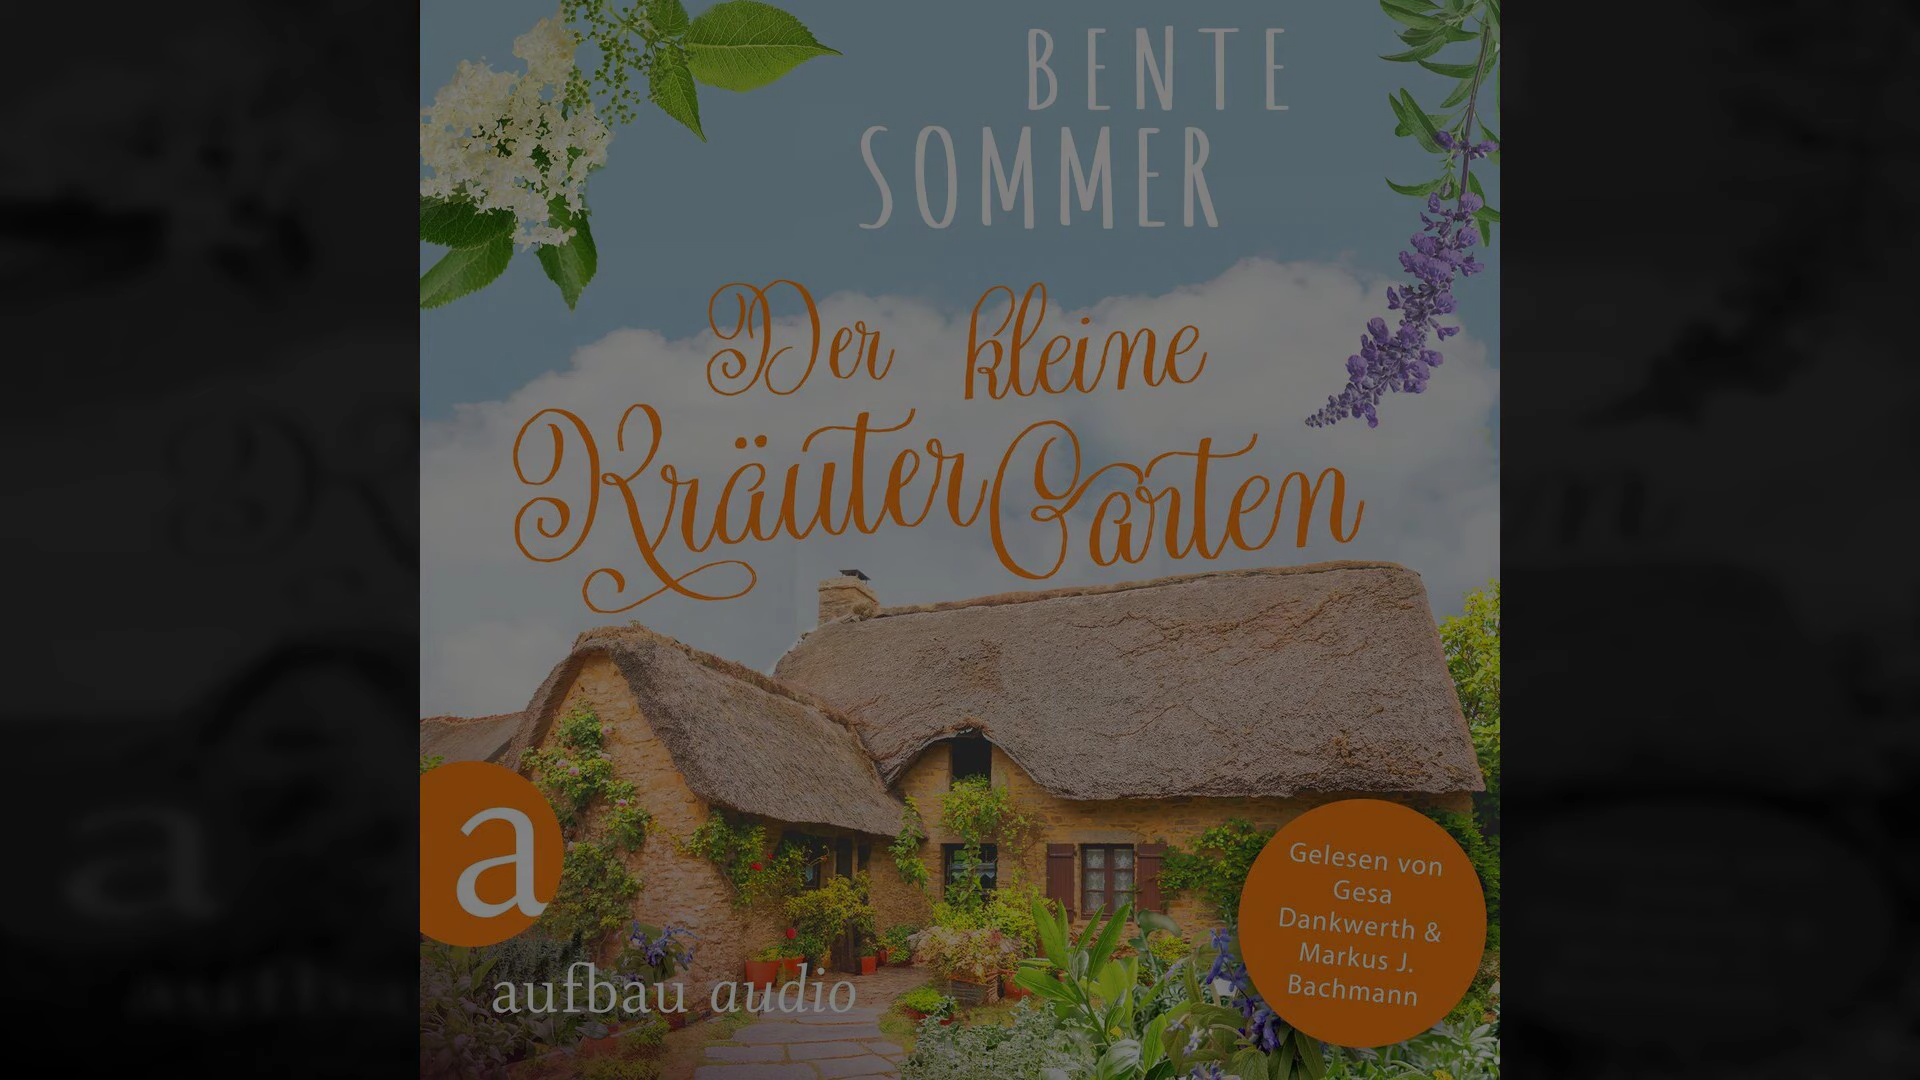 BENTE
SOMMER
Der kleine
KräuterGarten
a
aufbau audio
Gelesen von
Gesa
Dankwerth &
Markus J.
Bachmann